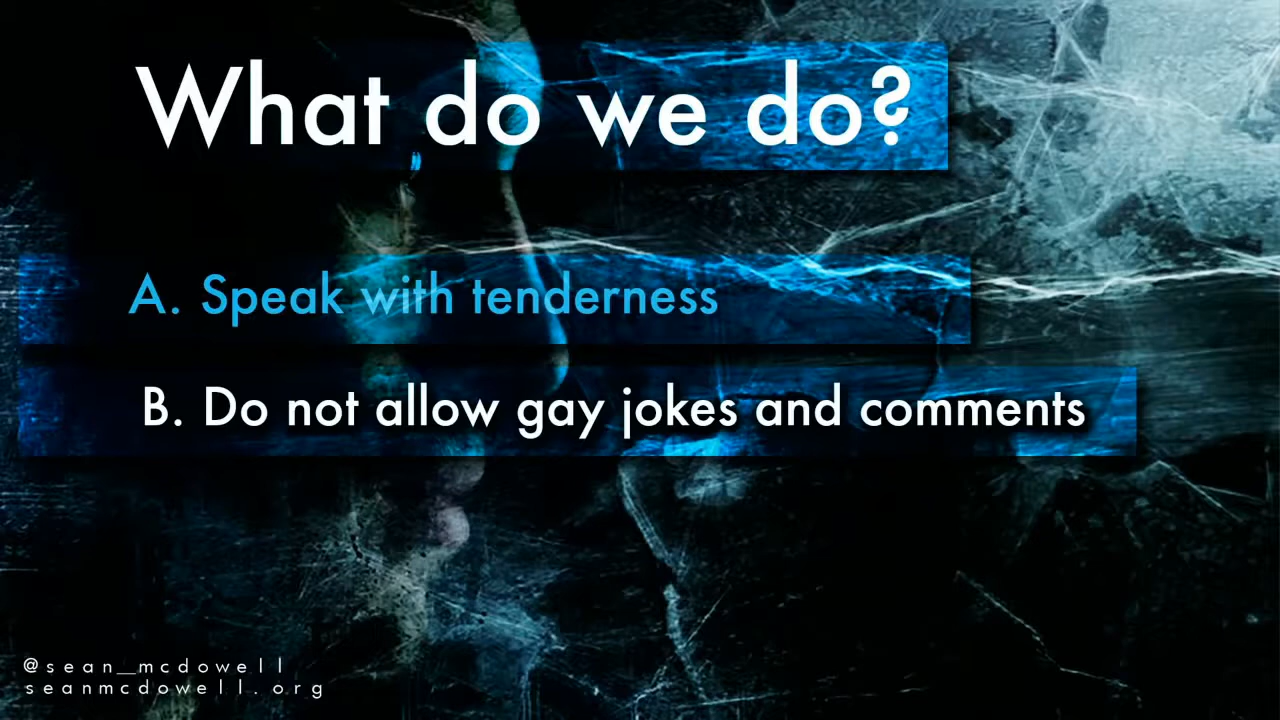 What do we do?
A. Speak with tenderness
B. Do not allow gay jokes and comments
@sean_mcdowell
seanmcdowell.org